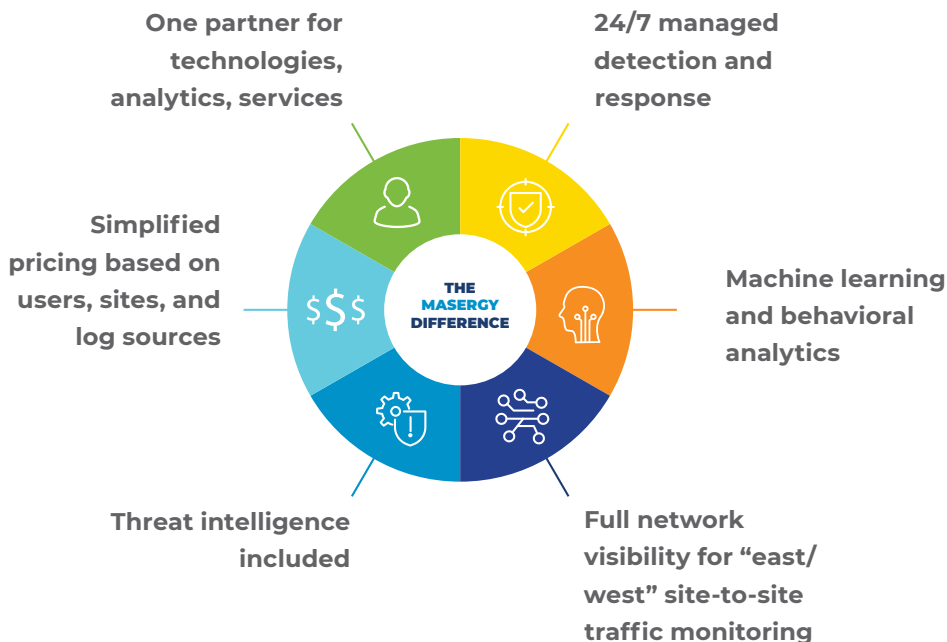 One partner for
technologies,
analytics, services
24/7 managed
detection and
response
Simplified
pricing based on
users, sites, and
log sources
$$$
THE
MASERGY
DIFFERENCE
Machine learning
and behavioral
analytics
Threat intelligence
included
Full network
visibility for “east/
west” site-to-site
traffic monitoring